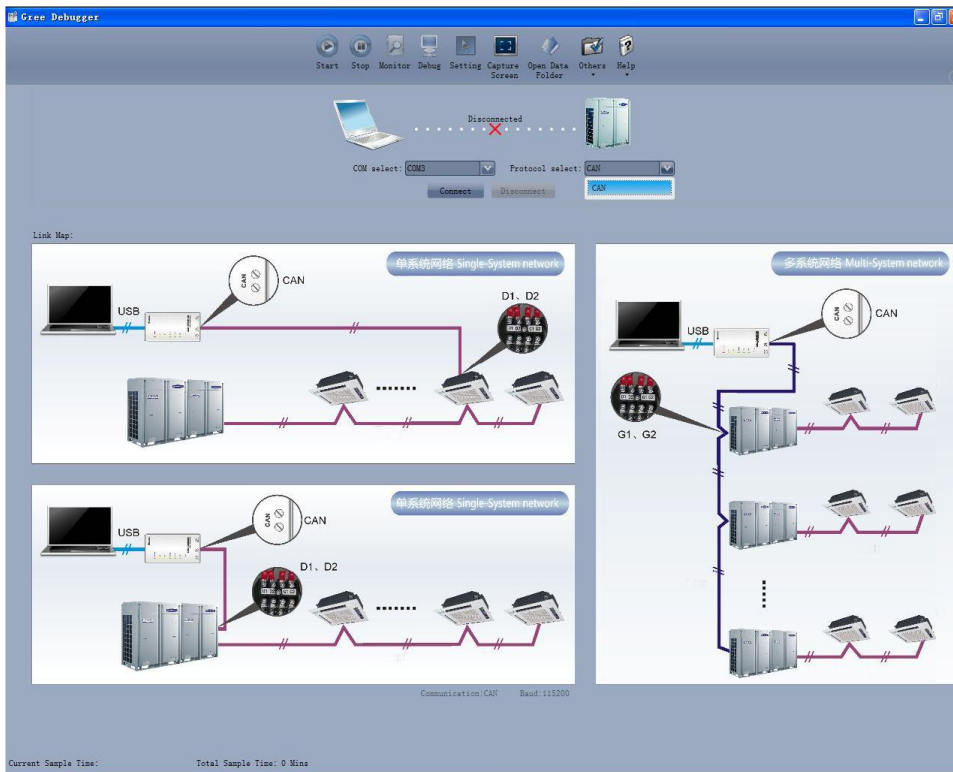 Gree Debugger
Start Stop Monitor Debug Setting Capture Screen Open Data Folder Others Help
Disconnected
COM select: COM3 Protocol select: CAN
Connect Disconnect CAN
Link Map:
单系统网络 Single-System network
CAN
CAN
USB
D1、D2
单系统网络 Single-System network
CAN
CAN
USB
D1、D2
多系统网络 Multi-System network
CAN
CAN
USB
G1、G2
Communication:CAN Baud:115200
Current Sample Time: Total Sample Time: 0 Mins